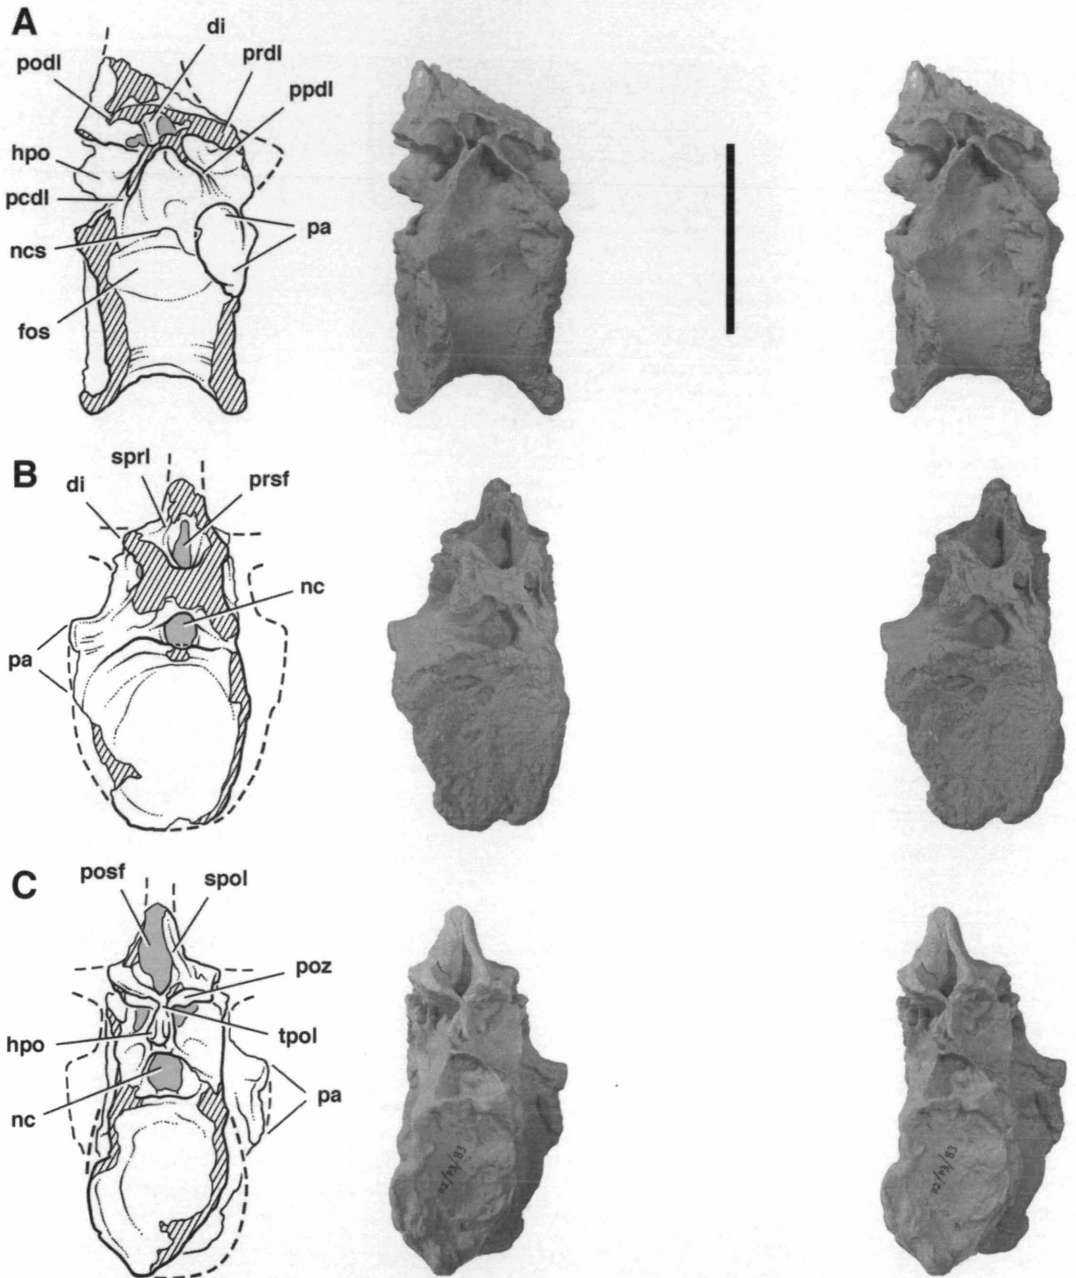 A
di
podl
prdl
ppdl
hpo
pcdl
pa
ncs
fos
B
sprl
di
prsf
nc
pa
C
posf
spol
poz
tpol
hpo
pa
nc